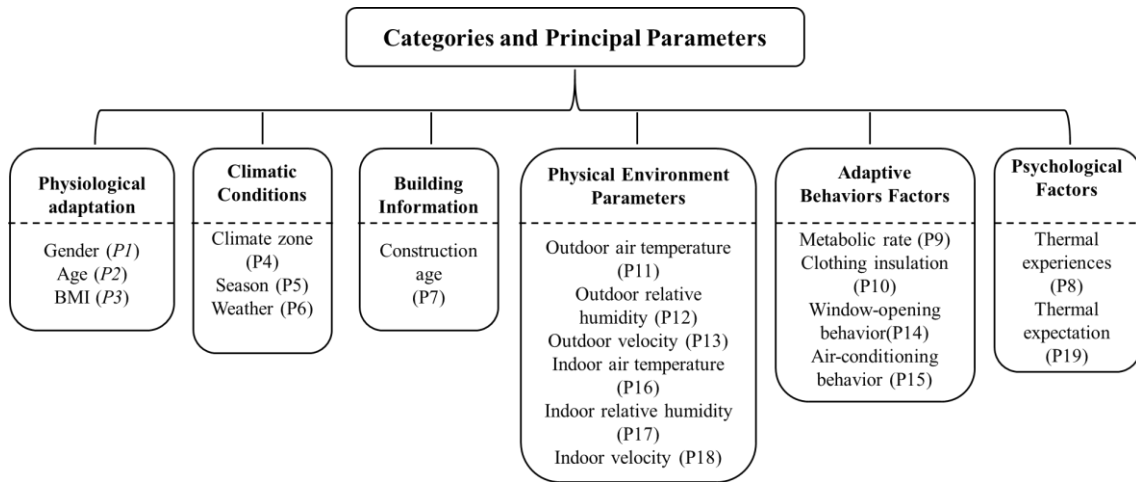 Categories and Principal Parameters
Physiological
adaptation
Gender (P1)
Age (P2)
BMI (P3)
Climatic
Conditions
Climate zone
(P4)
Season (P5)
Weather (P6)
Building
Information
Construction
age
(P7)
Physical Environment
Parameters
Outdoor air temperature
(P11)
Outdoor relative
humidity (P12)
Outdoor velocity (P13)
Indoor air temperature
(P16)
Indoor relative humidity
(P17)
Indoor velocity (P18)
Adaptive
Behaviors Factors
Metabolic rate (P9)
Clothing insulation
(P10)
Window-opening
behavior(P14)
Air-conditioning
behavior (P15)
Psychological
Factors
Thermal
experiences
(P8)
Thermal
expectation
(P19)